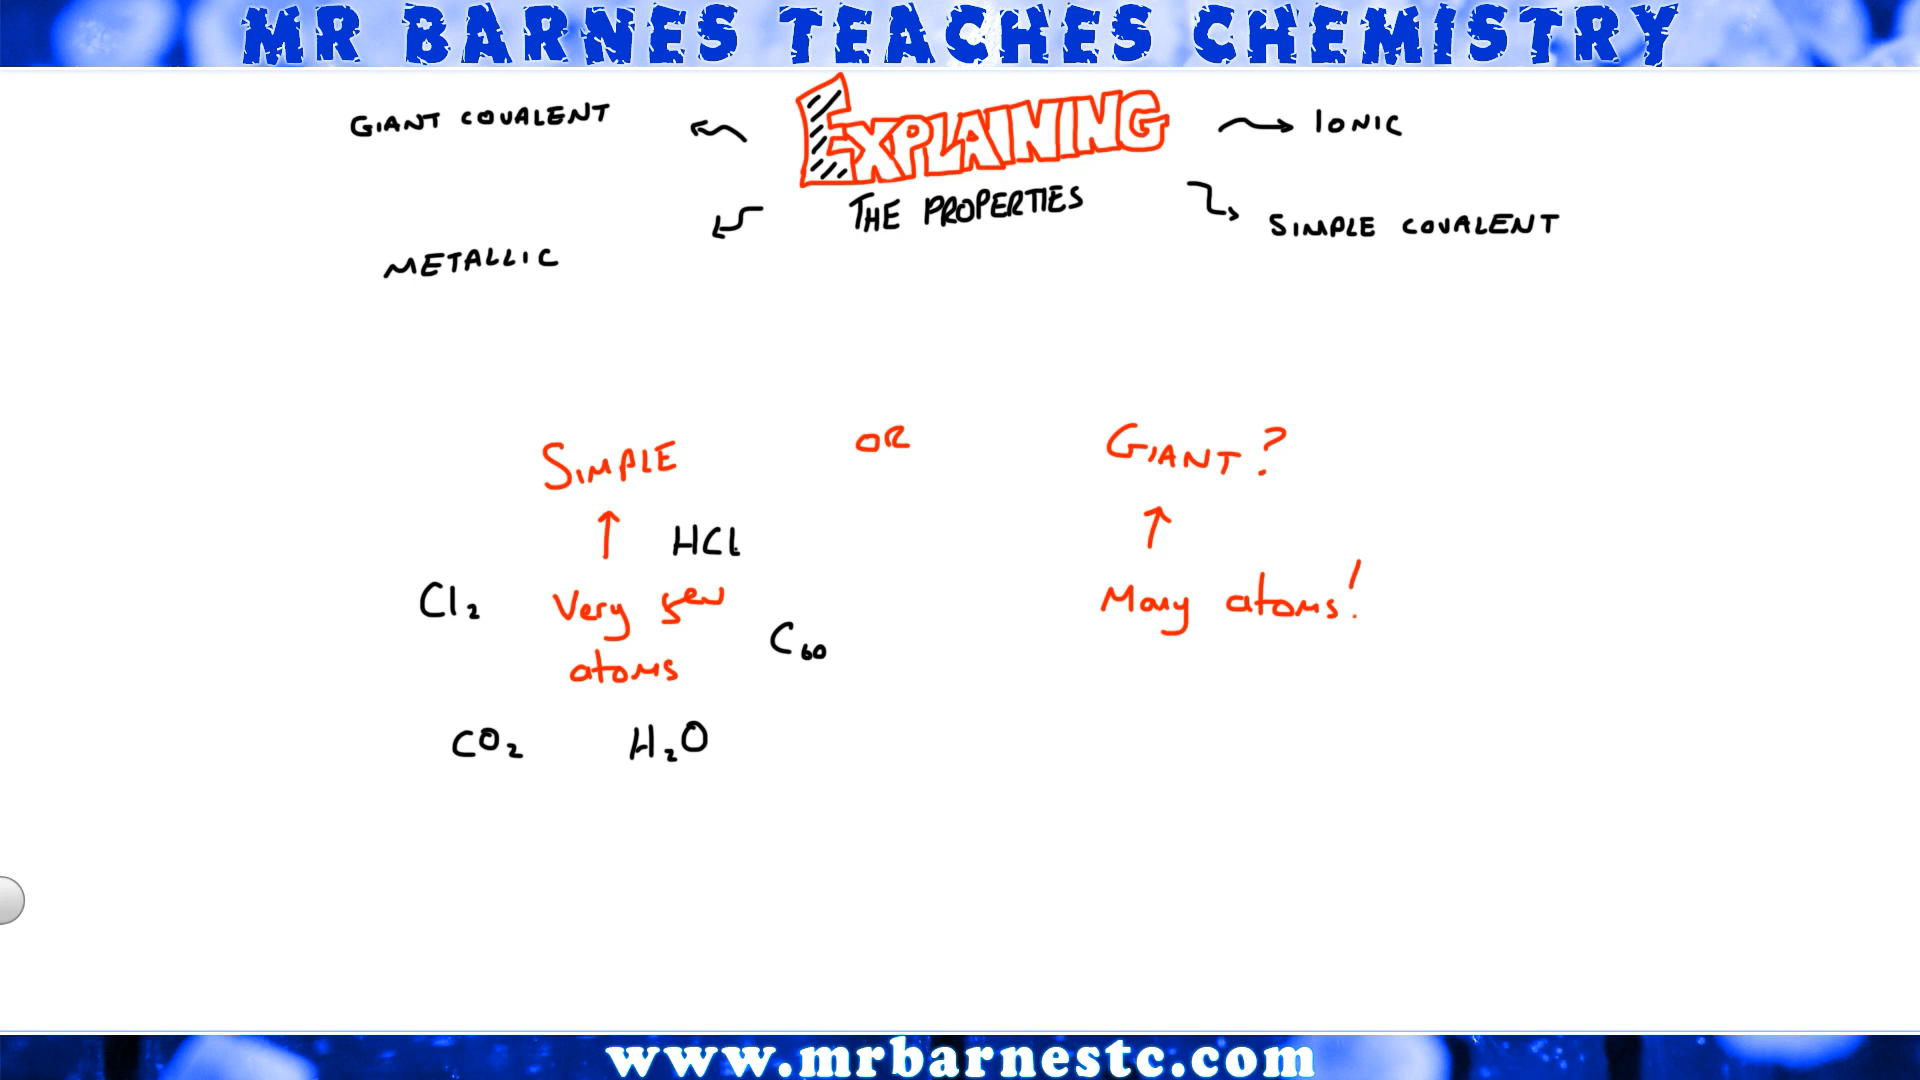 MR BARNES TEACHES CHEMISTRY
GIANT COVALENT
EXPLAINING
IONIC
THE PROPERTIES
SIMPLE COVALENT
METALLIC
SIMPLE OR GIANT?
HCl
Cl₂
Very few
atoms
C₆₀
Many atoms!
CO₂
H₂O
www.mrbarnestc.com